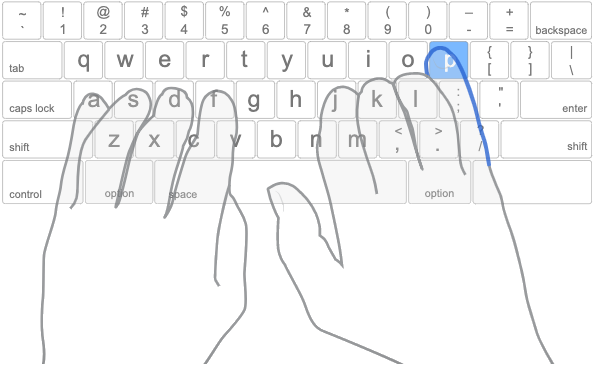 ~ ! @ # $ % ^ & * ( ) – +
` 1 2 3 4 5 6 7 8 9 0 - = backspace
tab q w e r t y u i o p { [ } ] | \
caps lock a s d f g h j k l : ; " ' enter
shift z x c v b n m < , > . ? / shift
control option space option